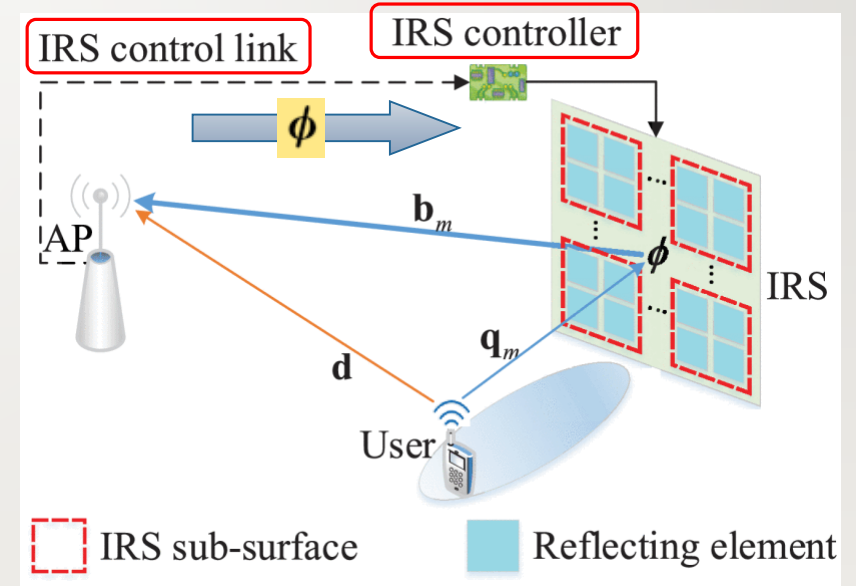 IRS control link
IRS controller
ϕ
AP
b_m
...
ϕ
IRS
...
q_m
d
User
IRS sub-surface
Reflecting element